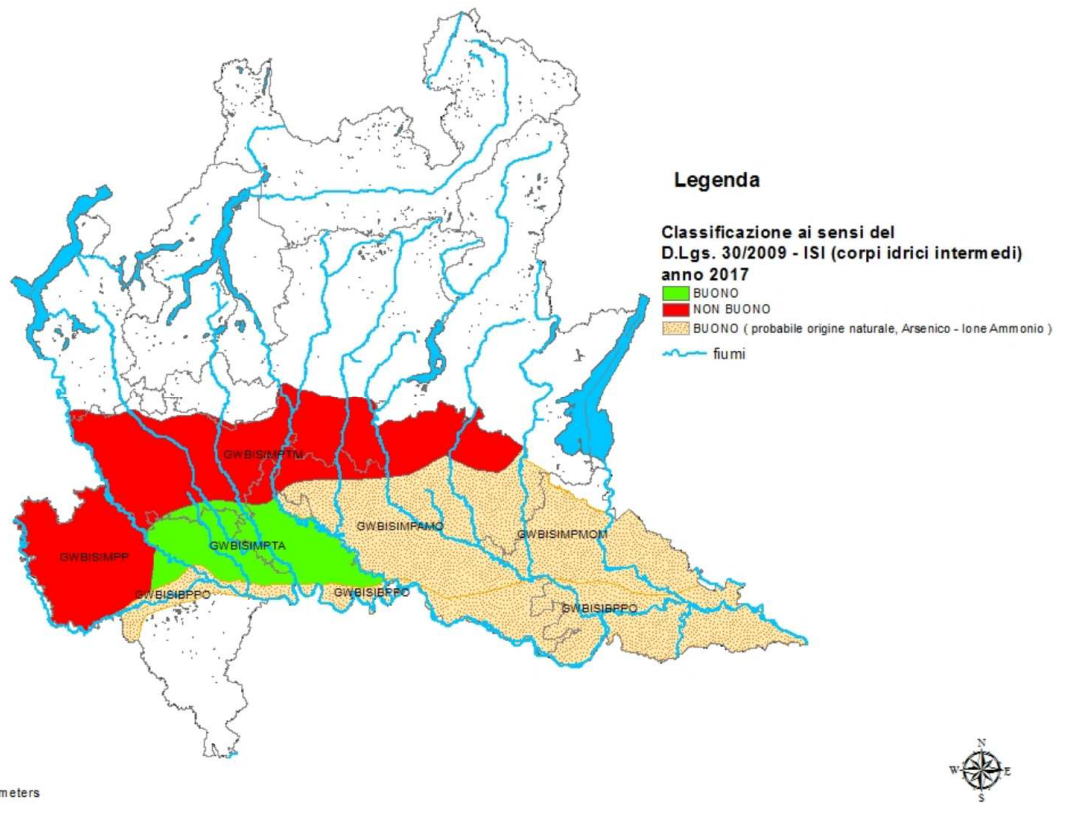 Legenda
Classificazione ai sensi del
D.Lgs. 30/2009 - ISI (corpi idrici intermedi)
anno 2017
BUONO
NON BUONO
BUONO ( probabile origine naturale, Arsenico - Ione Ammonio )
fiumi
GWBISIMPTM
GWBISIMPAMO
GWBISIMPMOM
GWBISIMPTA
GWBISIMPP
GWBISIBPPO
GWBISIBPPO
GWBISIBPPO
N
W E
S
meters